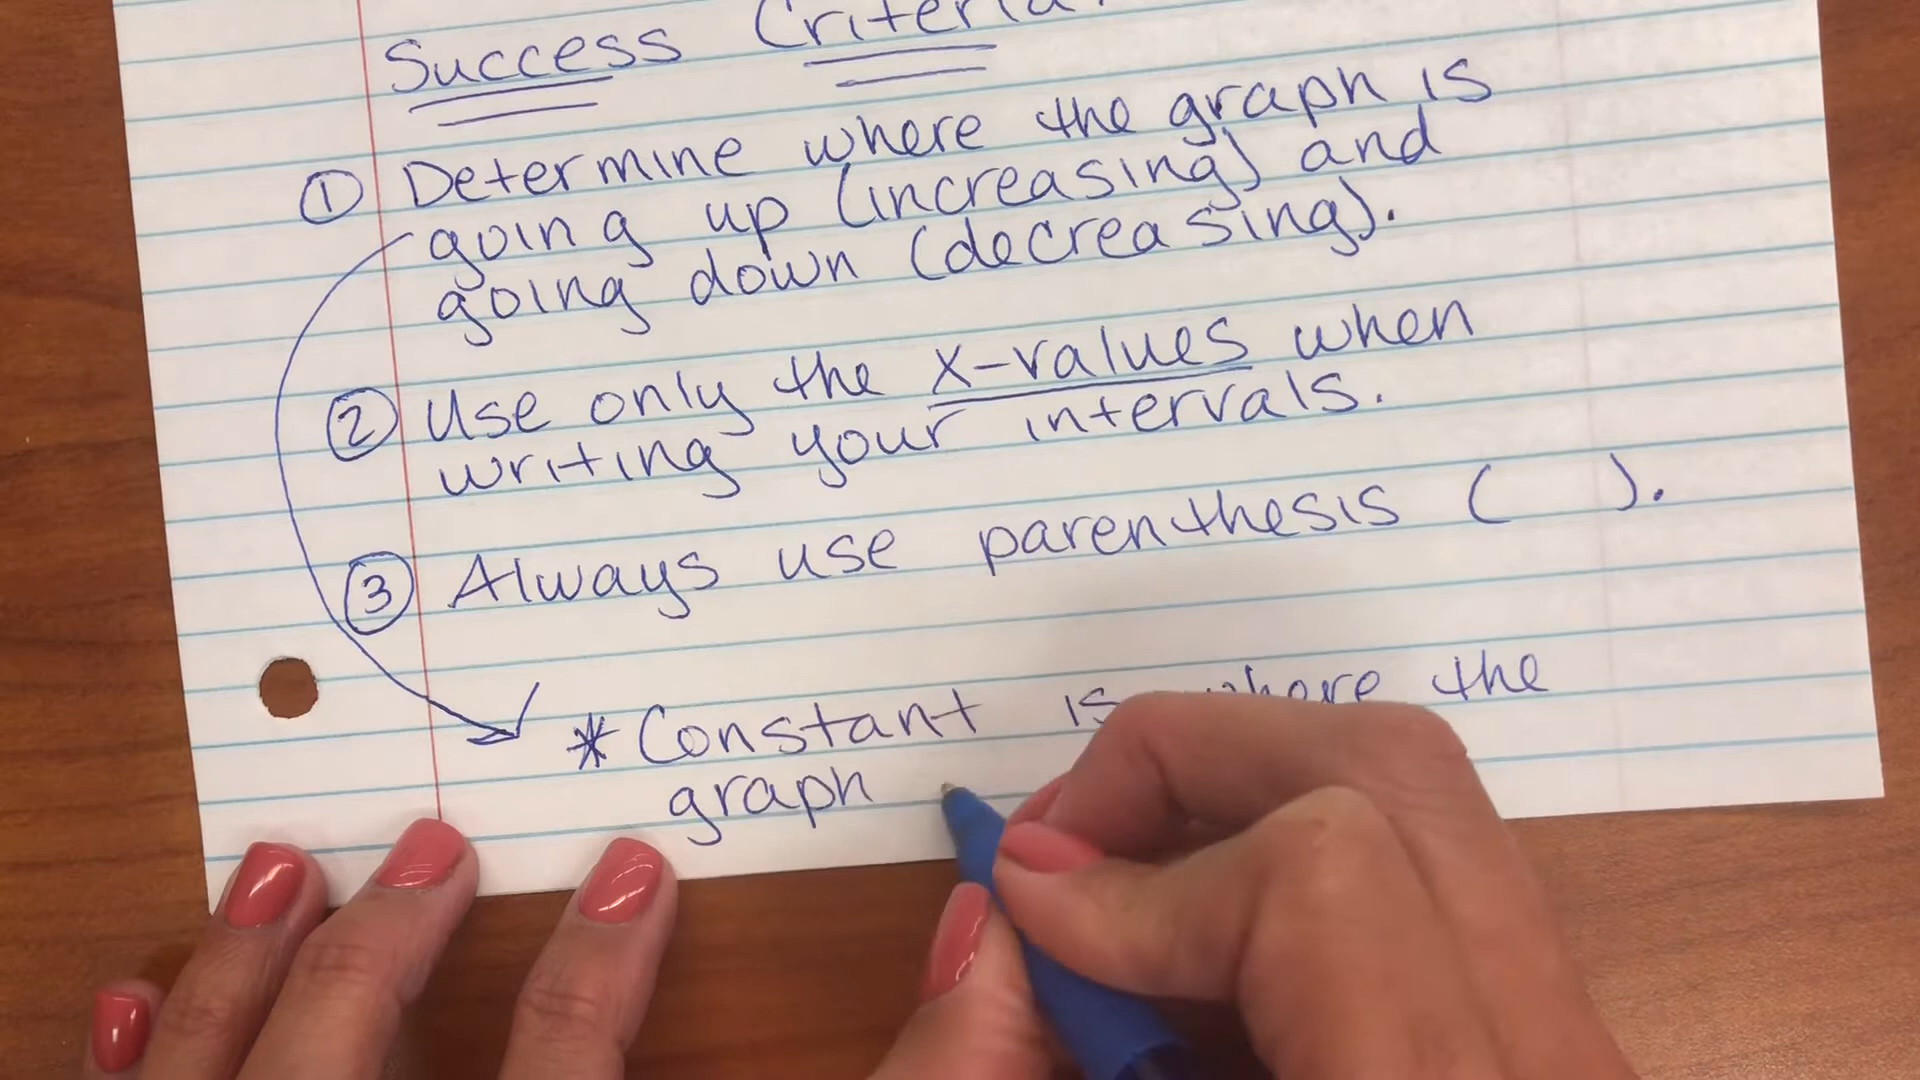 Success Criteria:
① Determine where the graph is
going up (increasing) and
going down (decreasing).
② Use only the x-values when
writing your intervals.
③ Always use parenthesis ( ).
* Constant is where the
graph